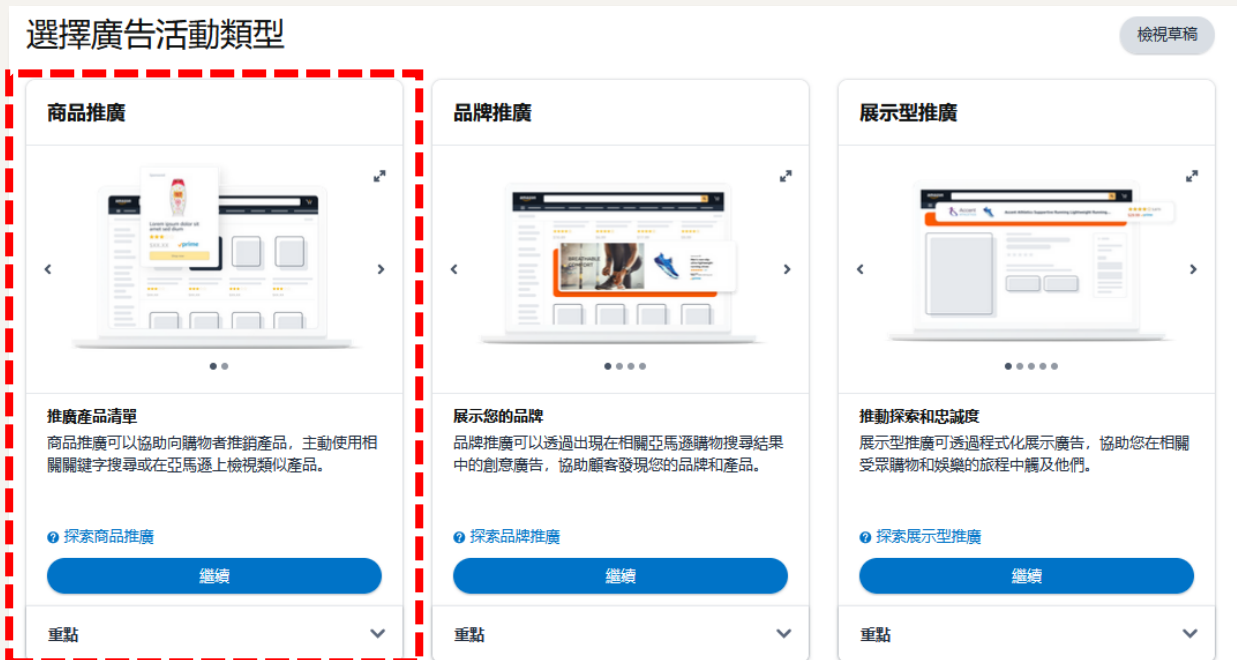 選擇廣告活動類型
檢視草稿
商品推廣
推廣產品清單
商品推廣可以協助向購物者推銷產品，主動使用相
關關鍵字搜尋或在亞馬遜上檢視類似產品。
探索商品推廣
繼續
重點
品牌推廣
BREATHABLE
COMFORT
展示您的品牌
品牌推廣可以透過出現在相關亞馬遜購物搜尋結果
中的創意廣告，協助顧客發現您的品牌和產品。
探索品牌推廣
繼續
重點
展示型推廣
推動探索和忠誠度
展示型推廣可透過程式化展示廣告，協助您在相關
受眾購物和娛樂的旅程中觸及他們。
探索展示型推廣
繼續
重點